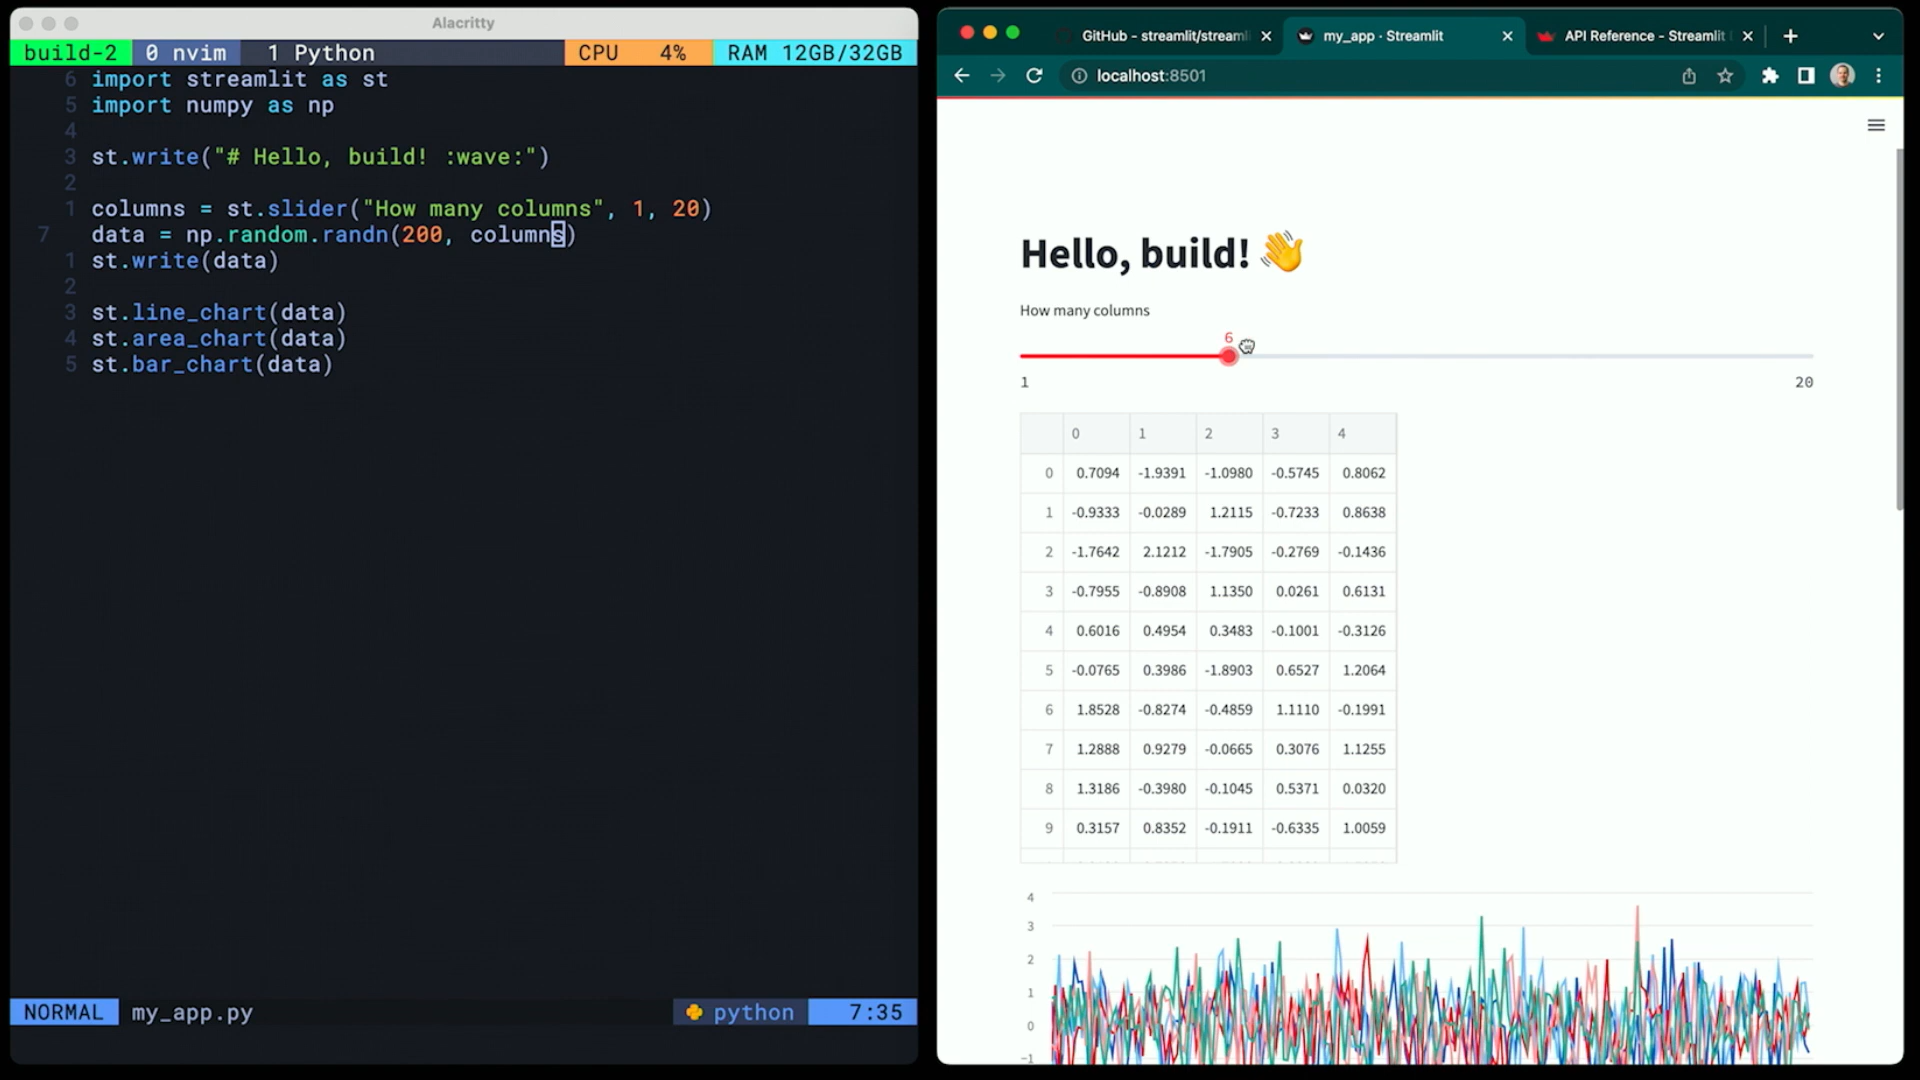 Alacritty
build-2 0 nvim 1 Python CPU 4% RAM 12GB/32GB
6 import streamlit as st
5 import numpy as np
4
3 st.write("# Hello, build! :wave:")
2
1 columns = st.slider("How many columns", 1, 20)
7 data = np.random.randn(200, columns)
1 st.write(data)
2
3 st.line_chart(data)
4 st.area_chart(data)
5 st.bar_chart(data)
NORMAL my_app.py python 7:35
GitHub - streamlit/streaml my_app · Streamlit API Reference - Streamlit
localhost:8501
Hello, build! 👋
How many columns
6
1 20
0 1 2 3 4
0 0.7094 -1.9391 -1.0980 -0.5745 0.8062
1 -0.9333 -0.0289 1.2115 -0.7233 0.8638
2 -1.7642 2.1212 -1.7905 -0.2769 -0.1436
3 -0.7955 -0.8908 1.1350 0.0261 0.6131
4 0.6016 0.4954 0.3483 -0.1001 -0.3126
5 -0.0765 0.3986 -1.8903 0.6527 1.2064
6 1.8528 -0.8274 -0.4859 1.1110 -0.1991
7 1.2888 0.9279 -0.0665 0.3076 1.1255
8 1.3186 -0.3980 -0.1045 0.5371 0.0320
9 0.3157 0.8352 -0.1911 -0.6335 1.0059
4
3
2
1
0
-1